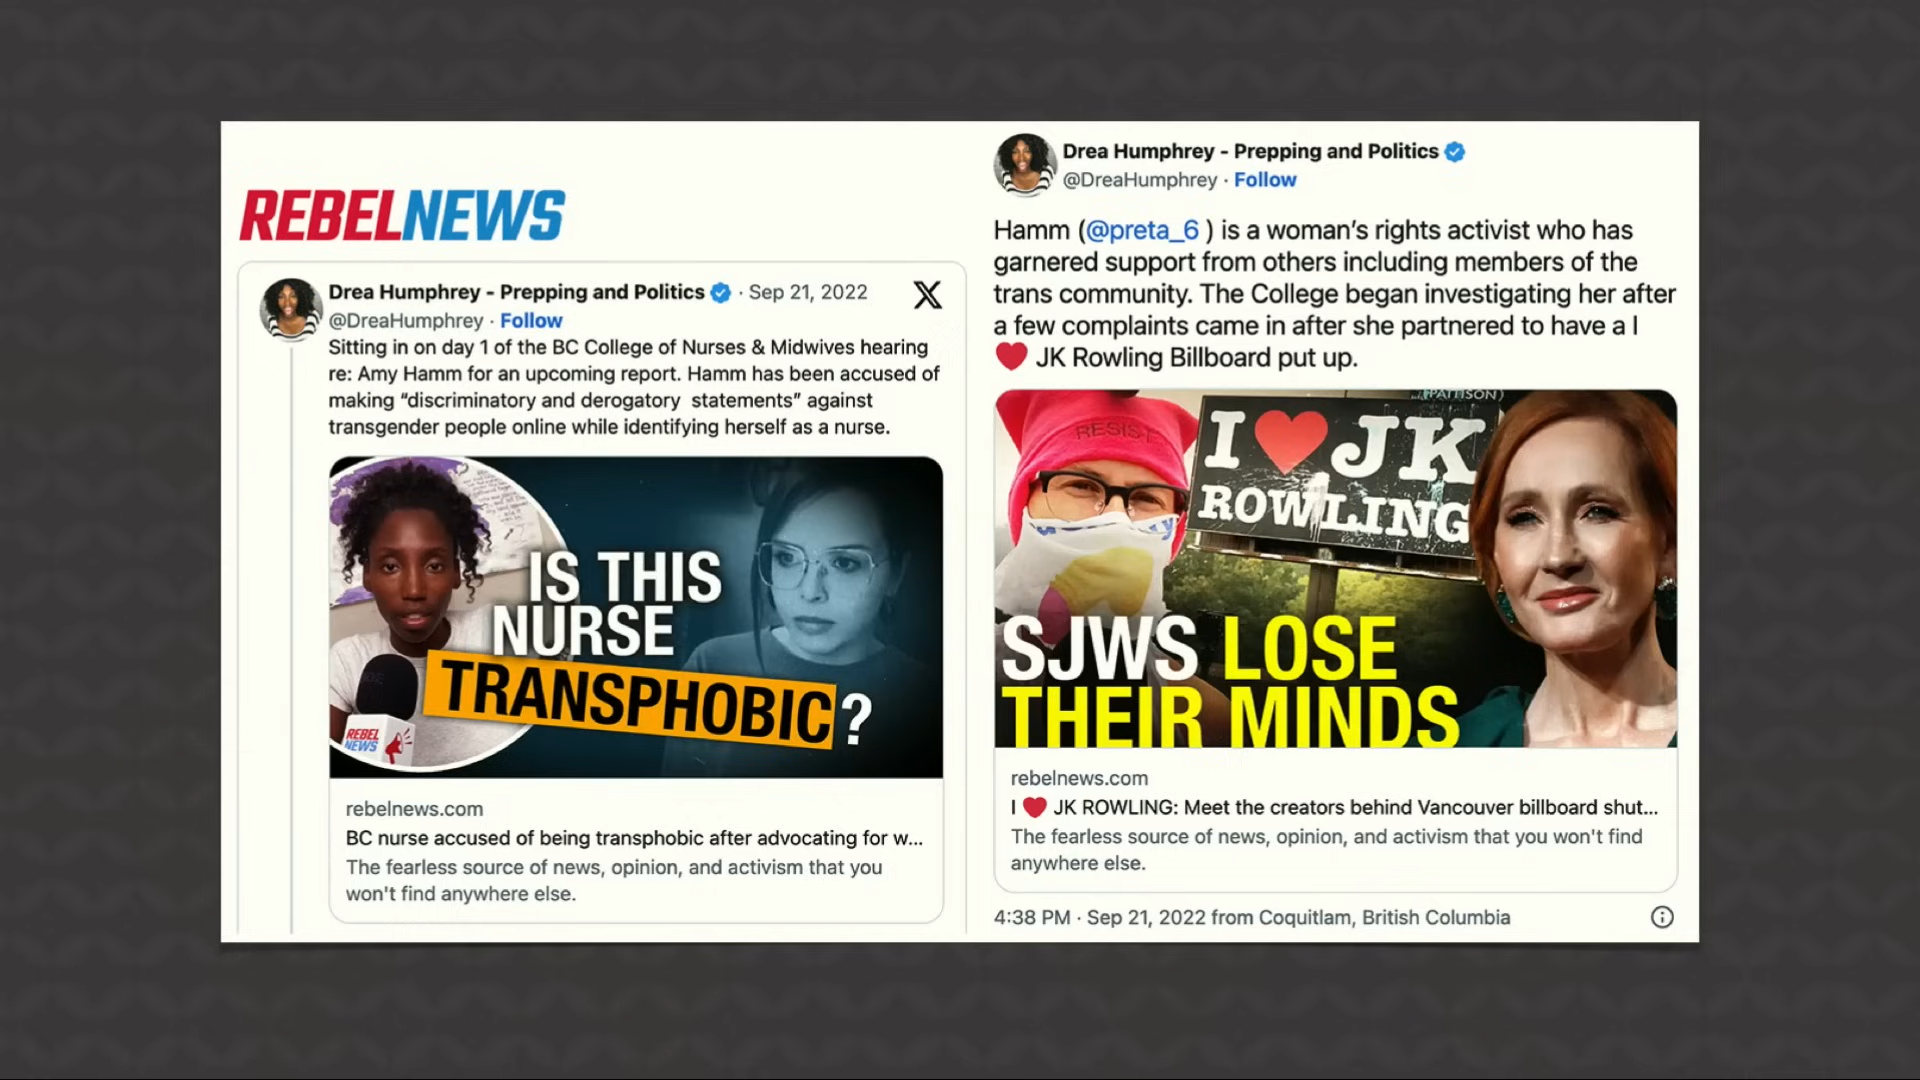 REBELNEWS
Drea Humphrey - Prepping and Politics · Sep 21, 2022
@DreaHumphrey · Follow
Sitting in on day 1 of the BC College of Nurses & Midwives hearing
re: Amy Hamm for an upcoming report. Hamm has been accused of
making “discriminatory and derogatory statements” against
transgender people online while identifying herself as a nurse.
IS THIS
NURSE
TRANSPHOBIC?
REBEL
NEWS
rebelnews.com
BC nurse accused of being transphobic after advocating for w...
The fearless source of news, opinion, and activism that you
won't find anywhere else.
Drea Humphrey - Prepping and Politics
@DreaHumphrey · Follow
Hamm (@preta_6 ) is a woman’s rights activist who has
garnered support from others including members of the
trans community. The College began investigating her after
a few complaints came in after she partnered to have a I
❤️ JK Rowling Billboard put up.
RESIST
PATTISON
I ❤️ JK
ROWLING
SJWS LOSE
THEIR MINDS
rebelnews.com
I ❤️ JK ROWLING: Meet the creators behind Vancouver billboard shut...
The fearless source of news, opinion, and activism that you won't find
anywhere else.
4:38 PM · Sep 21, 2022 from Coquitlam, British Columbia